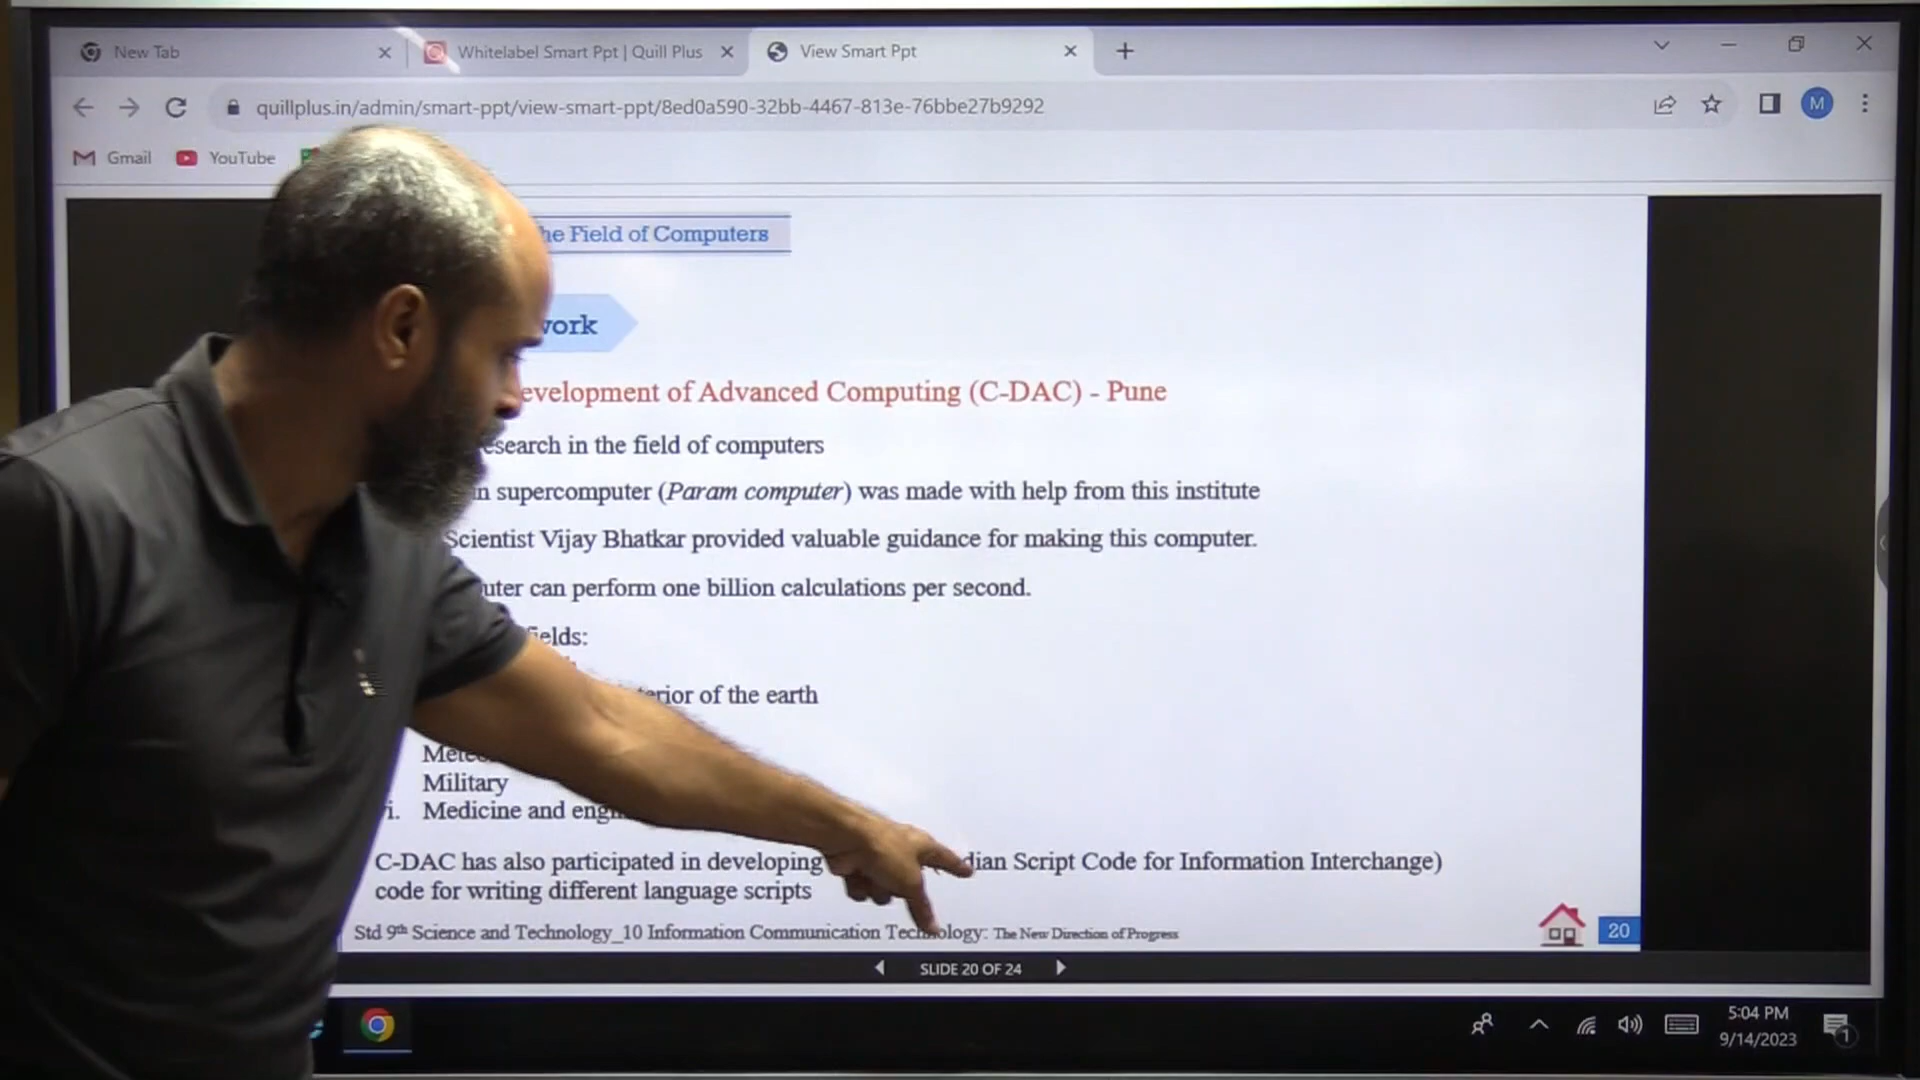 New Tab
Whitelabel Smart Ppt | Quill Plus
View Smart Ppt
quillplus.in/admin/smart-ppt/view-smart-ppt/8ed0a590-32bb-4467-813e-76bbe27b9292
M
Gmail
YouTube
he Field of Computers
work
evelopment of Advanced Computing (C-DAC) - Pune
esearch in the field of computers
supercomputer (Param computer) was made with help from this institute
Scientist Vijay Bhatkar provided valuable guidance for making this computer.
uter can perform one billion calculations per second.
fields:
terior of the earth
Military
Medicine and eng
C-DAC has also participated in developing dian Script Code for Information Interchange)
code for writing different language scripts
Std 9th Science and Technology_10 Information Communication Technology: The New Direction of Progress
20
SLIDE 20 OF 24
5:04 PM
9/14/2023
1